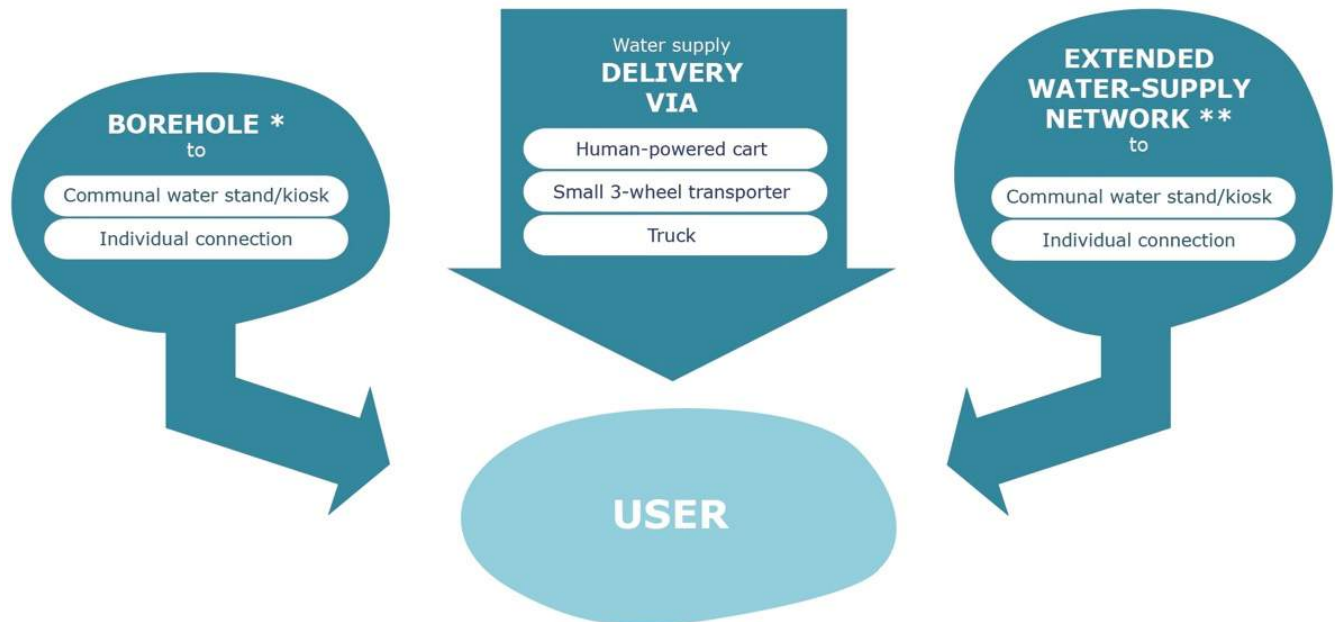 BOREHOLE *
to
Communal water stand/kiosk
Individual connection
Water supply
DELIVERY
VIA
Human-powered cart
Small 3-wheel transporter
Truck
EXTENDED
WATER-SUPPLY
NETWORK **
to
Communal water stand/kiosk
Individual connection
USER